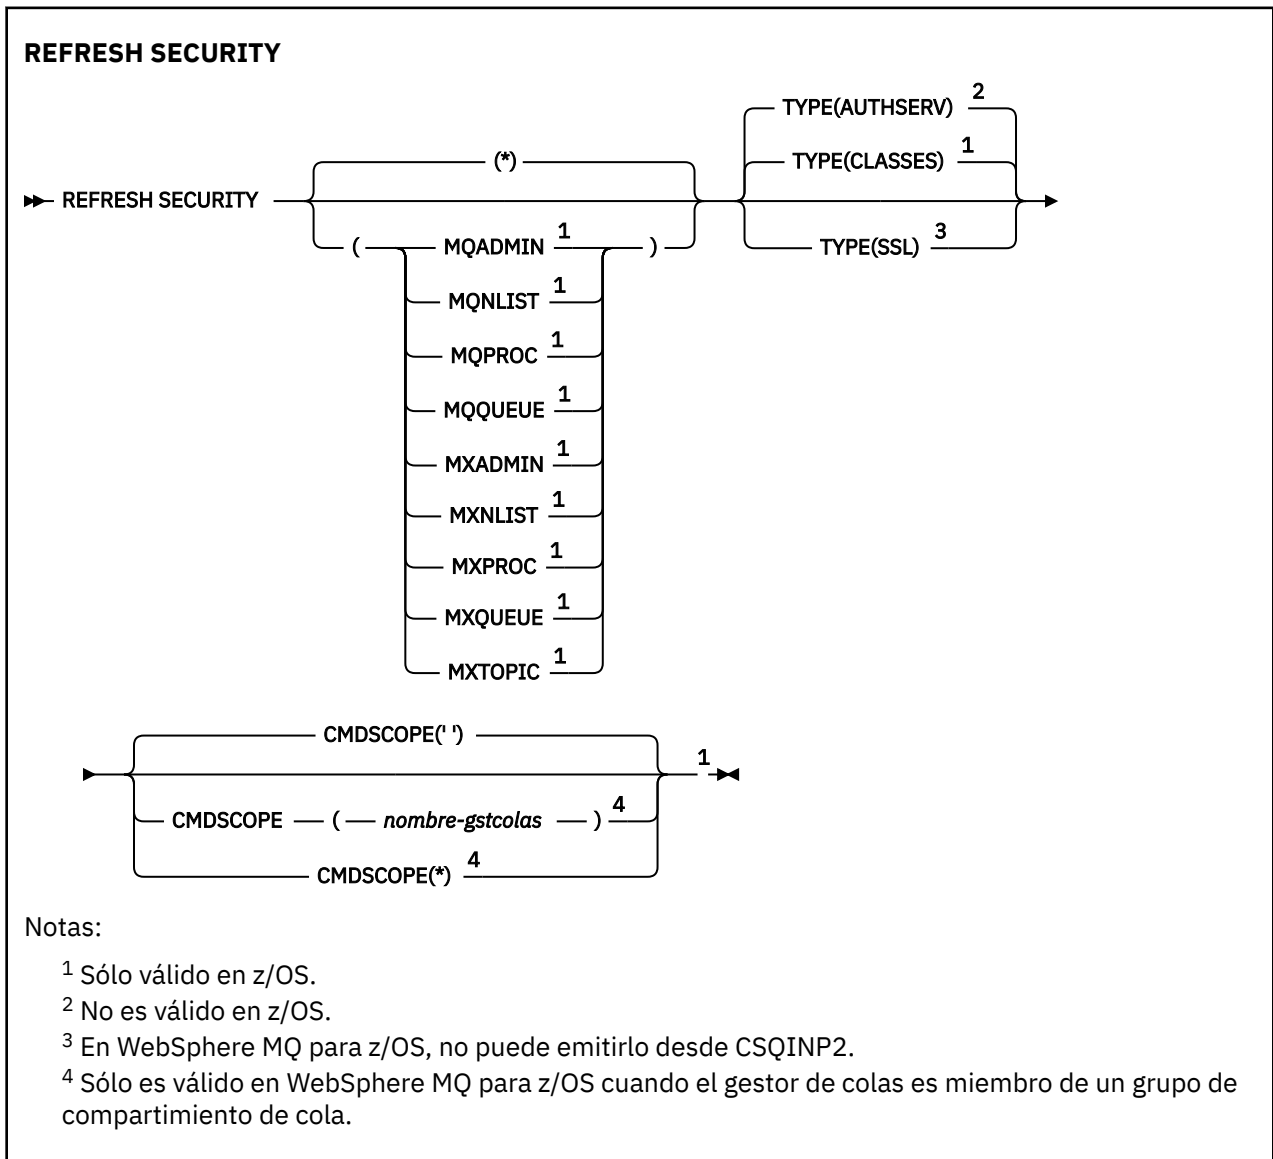 REFRESH SECURITY
TYPE(AUTHSERV) 2
(*)
TYPE(CLASSES) 1
REFRESH SECURITY
( MQADMIN 1 )
TYPE(SSL) 3
MQNLIST 1
MQPROC 1
MQQUEUE 1
MXADMIN 1
MXNLIST 1
MXPROC 1
MXQUEUE 1
MXTOPIC 1
CMDSCOPE(' ')
1
CMDSCOPE ( nombre-gstcolas ) 4
CMDSCOPE(*) 4
Notas:
1 Sólo válido en z/OS.
2 No es válido en z/OS.
3 En WebSphere MQ para z/OS, no puede emitirlo desde CSQINP2.
4 Sólo es válido en WebSphere MQ para z/OS cuando el gestor de colas es miembro de un grupo de
compartimiento de cola.